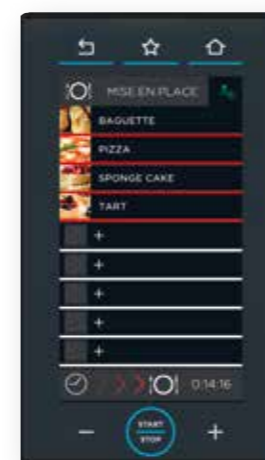 MISE EN PLACE
BAGUETTE
PIZZA
SPONGE CAKE
TART
+
+
+
+
+
0:14:16
− START STOP +